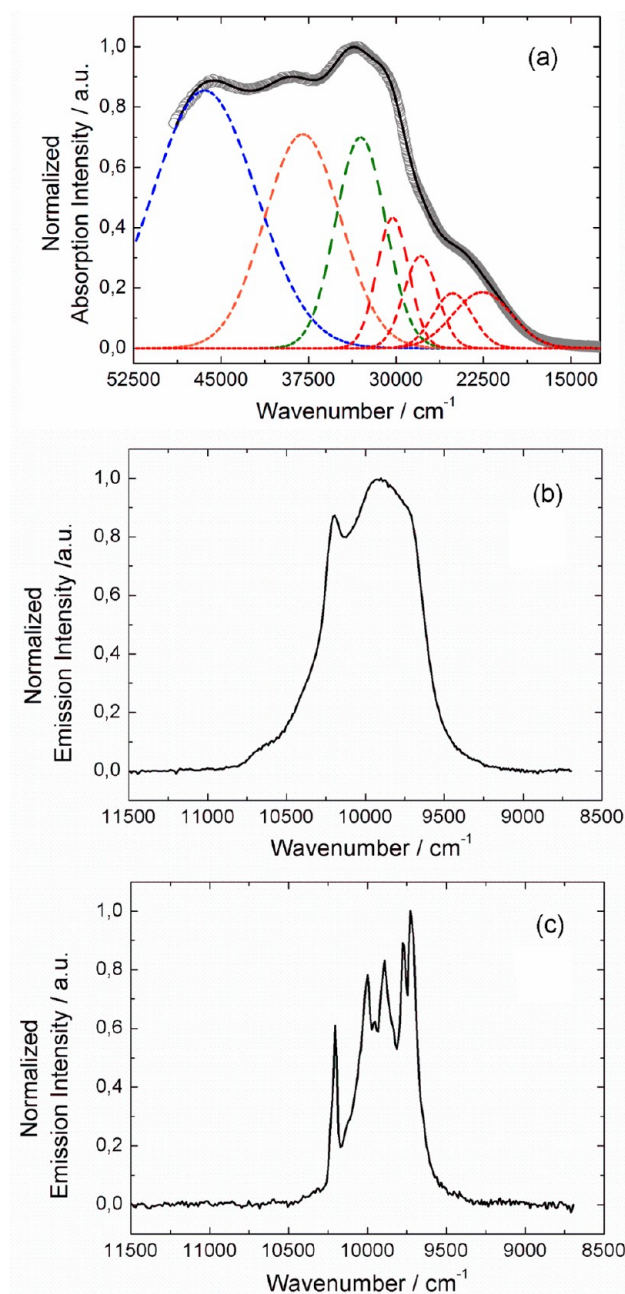 (a)
Normalized
Absorption Intensity / a.u.
1,0
0,8
0,6
0,4
0,2
0,0
52500 45000 37500 30000 22500 15000
Wavenumber / cm⁻¹
(b)
Normalized
Emission Intensity /a.u.
1,0
0,8
0,6
0,4
0,2
0,0
11500 11000 10500 10000 9500 9000 8500
Wavenumber / cm⁻¹
(c)
Normalized
Emission Intensity / a.u.
1,0
0,8
0,6
0,4
0,2
0,0
11500 11000 10500 10000 9500 9000 8500
Wavenumber / cm⁻¹